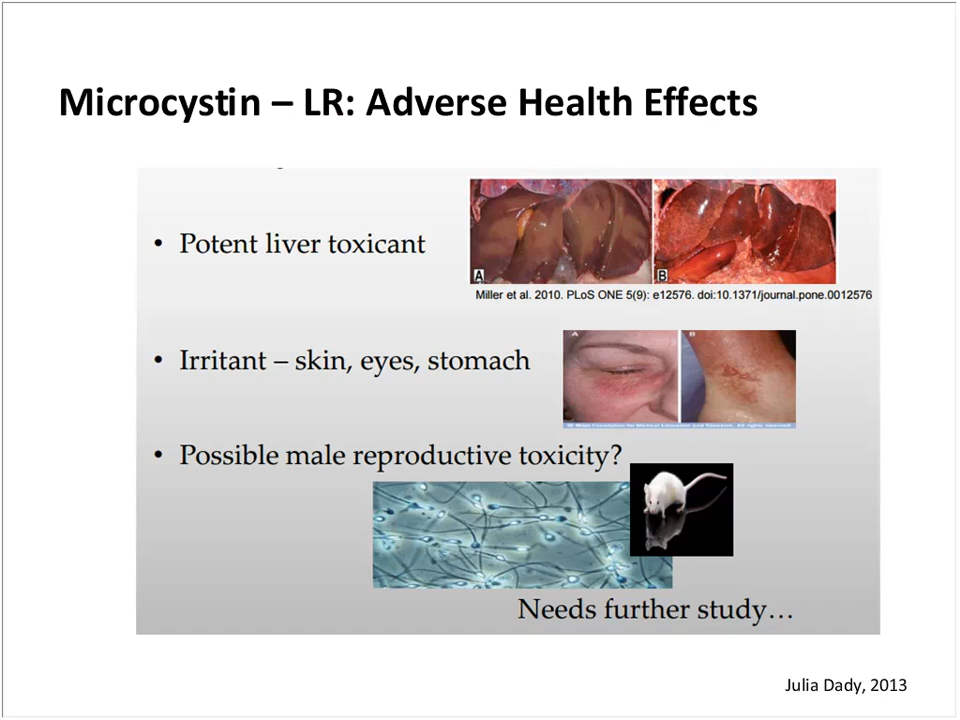 Microcystin – LR: Adverse Health Effects
• Potent liver toxicant
A
B
Miller et al. 2010. PLoS ONE 5(9): e12576. doi:10.1371/journal.pone.0012576
• Irritant – skin, eyes, stomach
A
B
• Possible male reproductive toxicity?
Needs further study…
Julia Dady, 2013